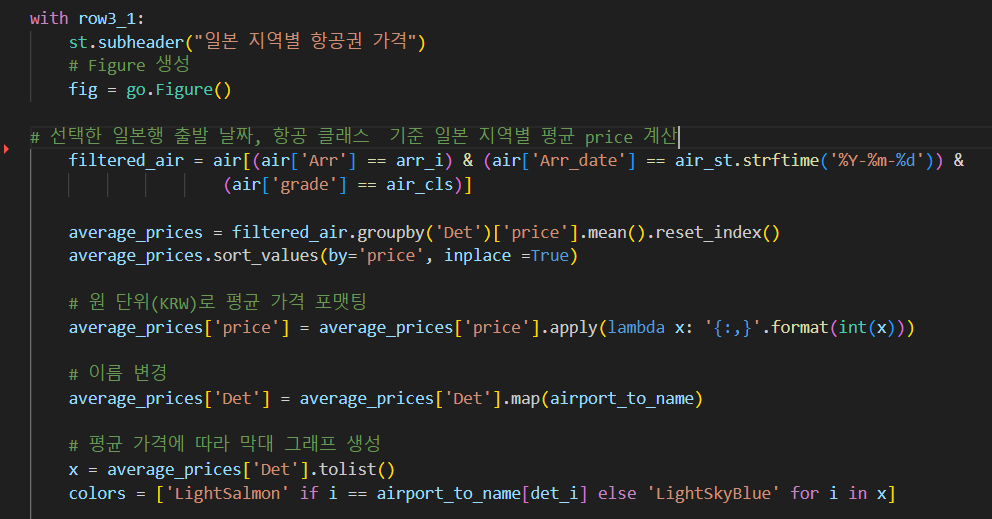 with row3_1:
    st.subheader("일본 지역별 항공권 가격")
    # Figure 생성
    fig = go.Figure()

# 선택한 일본행 출발 날짜, 항공 클래스  기준 일본 지역별 평균 price 계산
    filtered_air = air[(air['Arr'] == arr_i) & (air['Arr_date'] == air_st.strftime('%Y-%m-%d')) &
                    (air['grade'] == air_cls)]

    average_prices = filtered_air.groupby('Det')['price'].mean().reset_index()
    average_prices.sort_values(by='price', inplace =True)

    # 원 단위(KRW)로 평균 가격 포맷팅
    average_prices['price'] = average_prices['price'].apply(lambda x: '{:,}'.format(int(x)))

    # 이름 변경
    average_prices['Det'] = average_prices['Det'].map(airport_to_name)

    # 평균 가격에 따라 막대 그래프 생성
    x = average_prices['Det'].tolist()
    colors = ['LightSalmon' if i == airport_to_name[det_i] else 'LightSkyBlue' for i in x]